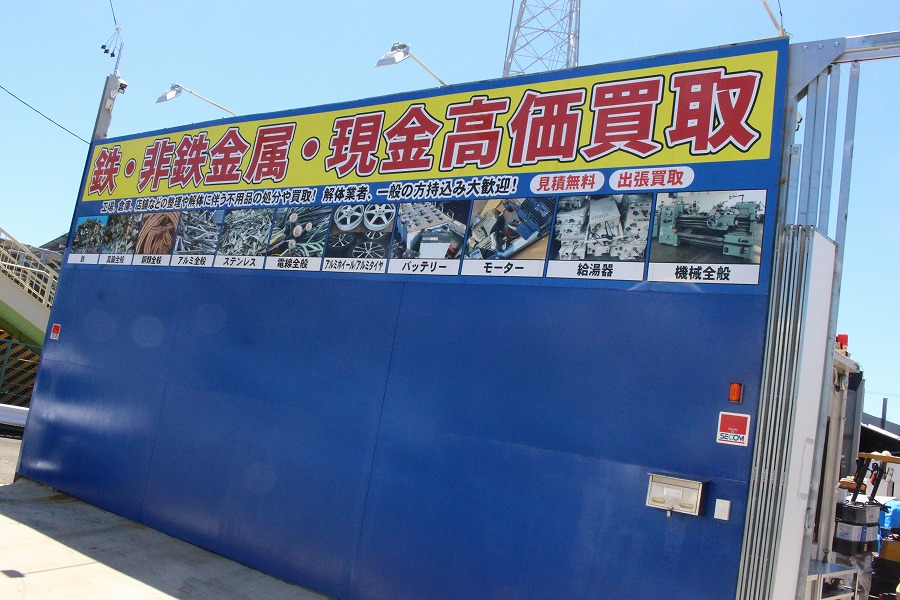 鉄・非鉄金属・現金高価買取
工場、倉庫、店舗などの整理や解体に伴う不用品の処分や買取! 解体業者、一般の方持込み大歓迎! 見積無料 出張買取
真鍮全般 銅線全般 アルミ全般 ステンレス 電線全般 アルミホイール/アルミタイヤ バッテリー モーター 給湯器 機械全般
SECOM